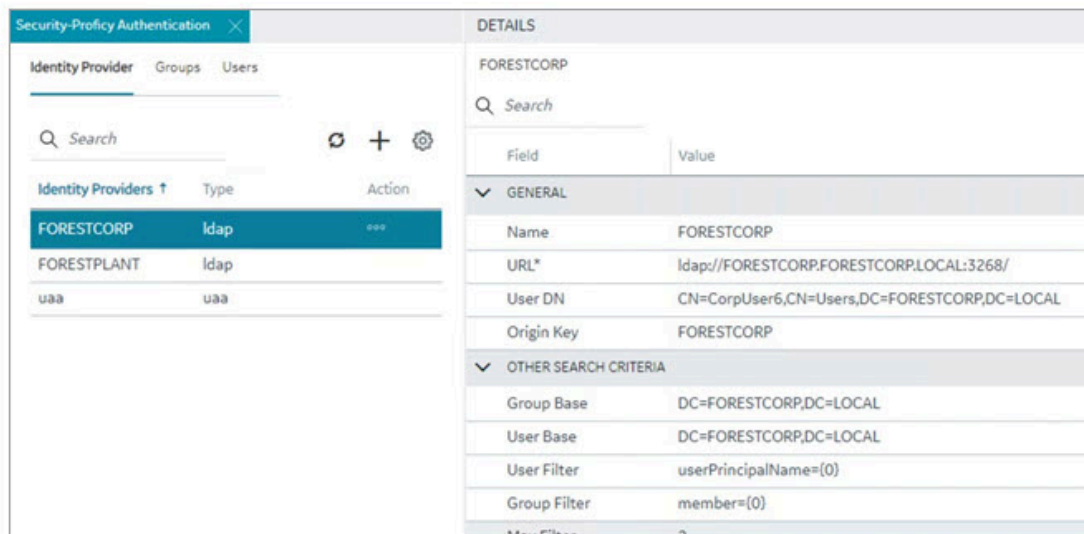 Security-Proficy Authentication
Identity Provider Groups Users
Search
Identity Providers ↑ Type Action
FORESTCORP ldap
FORESTPLANT ldap
uaa uaa
DETAILS
FORESTCORP
Search
Field Value
GENERAL
Name FORESTCORP
URL* ldap://FORESTCORP.FORESTCORP.LOCAL:3268/
User DN CN=CorpUser6,CN=Users,DC=FORESTCORP,DC=LOCAL
Origin Key FORESTCORP
OTHER SEARCH CRITERIA
Group Base DC=FORESTCORP,DC=LOCAL
User Base DC=FORESTCORP,DC=LOCAL
User Filter userPrincipalName={0}
Group Filter member={0}